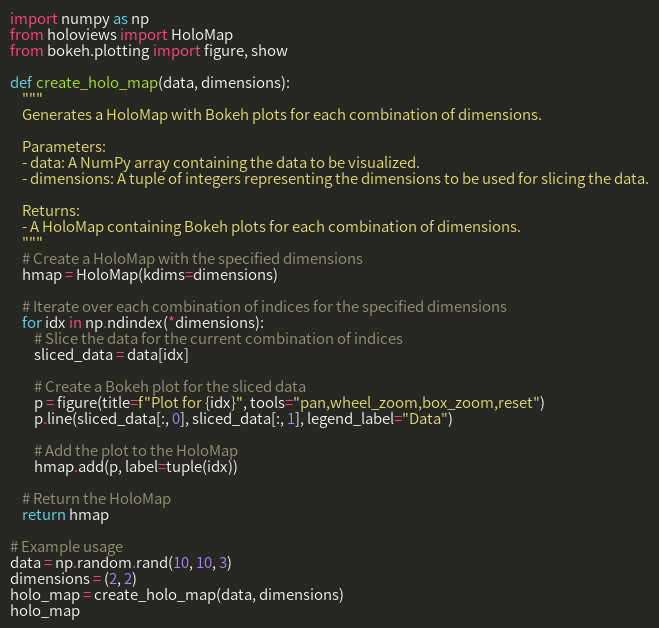 import numpy as np
from holoviews import HoloMap
from bokeh.plotting import figure, show

def create_holo_map(data, dimensions):
    """
    Generates a HoloMap with Bokeh plots for each combination of dimensions.

    Parameters:
    - data: A NumPy array containing the data to be visualized.
    - dimensions: A tuple of integers representing the dimensions to be used for slicing the data.

    Returns:
    - A HoloMap containing Bokeh plots for each combination of dimensions.
    """
    # Create a HoloMap with the specified dimensions
    hmap = HoloMap(kdims=dimensions)

    # Iterate over each combination of indices for the specified dimensions
    for idx in np.ndindex(*dimensions):
        # Slice the data for the current combination of indices
        sliced_data = data[idx]

        # Create a Bokeh plot for the sliced data
        p = figure(title=f"Plot for {idx}", tools="pan,wheel_zoom,box_zoom,reset")
        p.line(sliced_data[:, 0], sliced_data[:, 1], legend_label="Data")

        # Add the plot to the HoloMap
        hmap.add(p, label=tuple(idx))

    # Return the HoloMap
    return hmap

# Example usage
data = np.random.rand(10, 10, 3)
dimensions = (2, 2)
holo_map = create_holo_map(data, dimensions)
holo_map